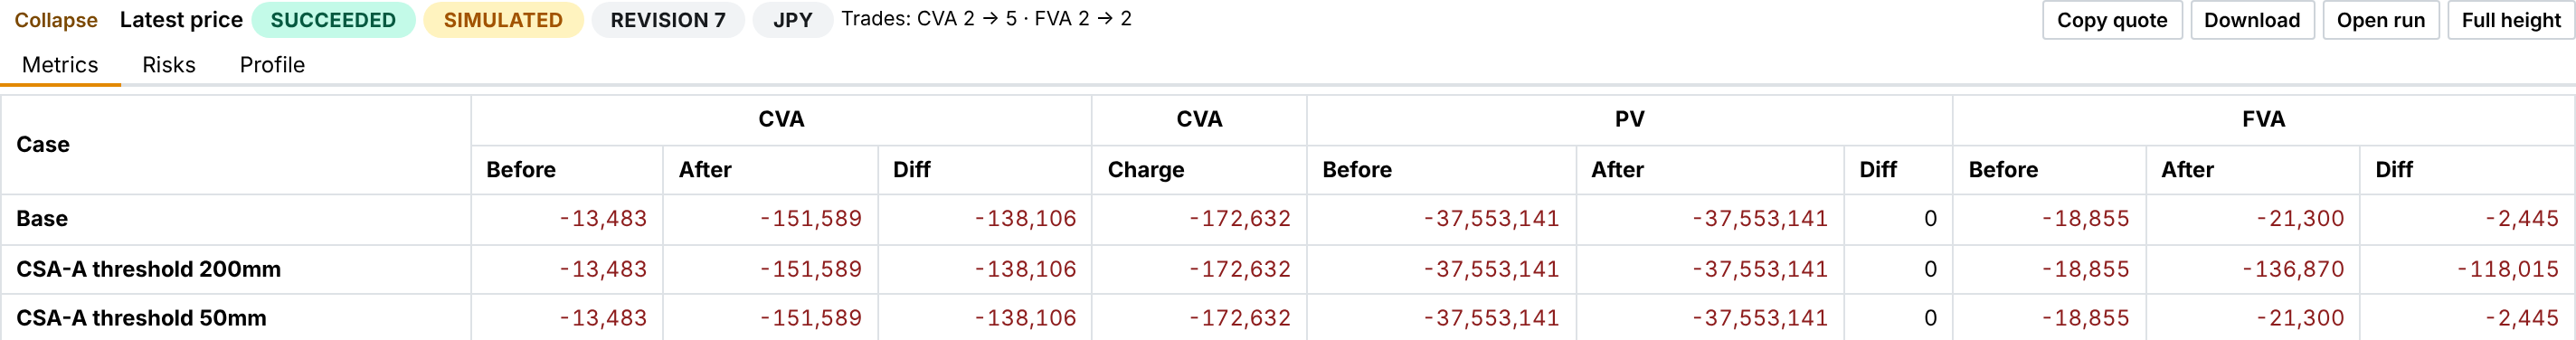 Collapse Latest price SUCCEEDED SIMULATED REVISION 7 JPY Trades: CVA 2 → 5 · FVA 2 → 2 Copy quote Download Open run Full height
Metrics Risks Profile
Case CVA CVA PV FVA
Before After Diff Charge Before After Diff Before After Diff
Base -13,483 -151,589 -138,106 -172,632 -37,553,141 -37,553,141 0 -18,855 -21,300 -2,445
CSA-A threshold 200mm -13,483 -151,589 -138,106 -172,632 -37,553,141 -37,553,141 0 -18,855 -136,870 -118,015
CSA-A threshold 50mm -13,483 -151,589 -138,106 -172,632 -37,553,141 -37,553,141 0 -18,855 -21,300 -2,445